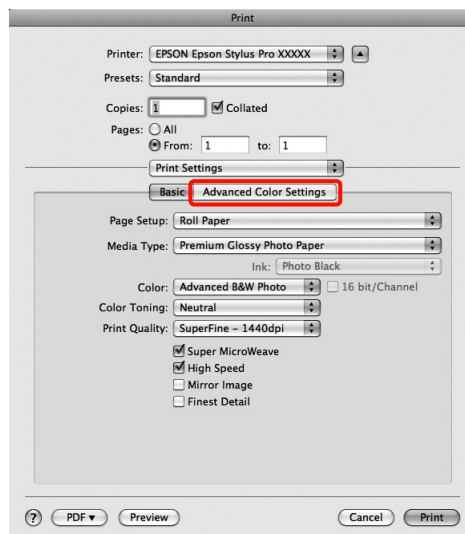 Print
Printer: EPSON Epson Stylus Pro XXXXX
Presets: Standard
Copies: 1 Collated
Pages: All
From: 1 to: 1
Print Settings
Basic Advanced Color Settings
Page Setup: Roll Paper
Media Type: Premium Glossy Photo Paper
Ink: Photo Black
Color: Advanced B&W Photo 16 bit/Channel
Color Toning: Neutral
Print Quality: SuperFine – 1440dpi
Super MicroWeave
High Speed
Mirror Image
Finest Detail
? PDF Preview Cancel Print